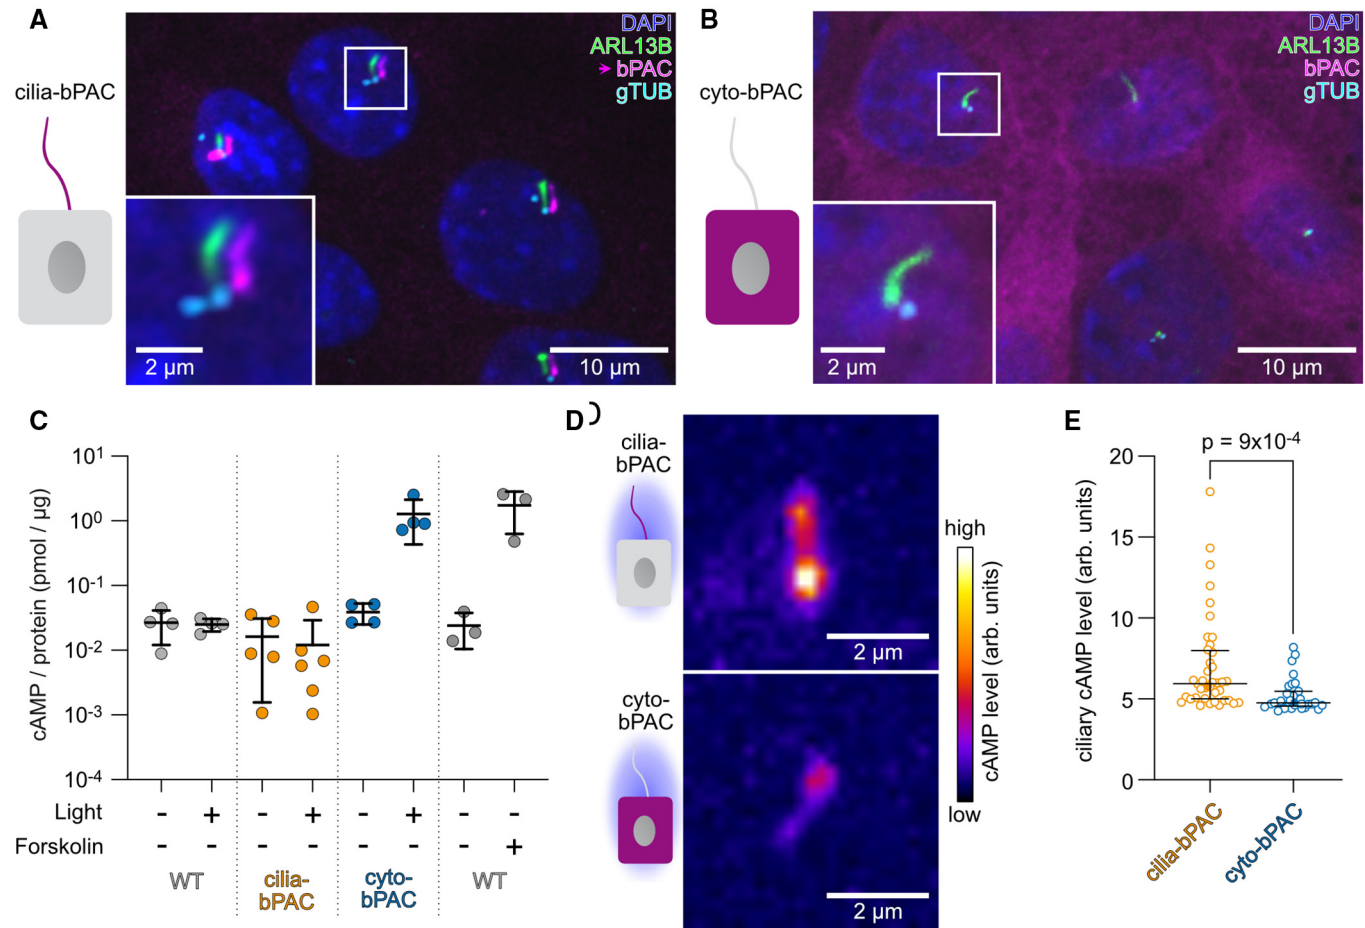 A
cilia-bPAC
DAPI
ARL13B
bPAC
gTUB
2 µm
10 µm
B
cyto-bPAC
DAPI
ARL13B
bPAC
gTUB
2 µm
10 µm
C
cAMP / protein (pmol / µg)
10¹
10⁰
10⁻¹
10⁻²
10⁻³
10⁻⁴
Light - + - + - + - -
Forskolin - - - - - - - +
WT
cilia-
bPAC
cyto-
bPAC
WT
D
cilia-
bPAC
2 µm
cyto-
bPAC
2 µm
high
cAMP level (arb. units)
low
E
p = 9x10⁻⁴
ciliary cAMP level (arb. units)
20
15
10
5
0
cilia-bPAC
cyto-bPAC